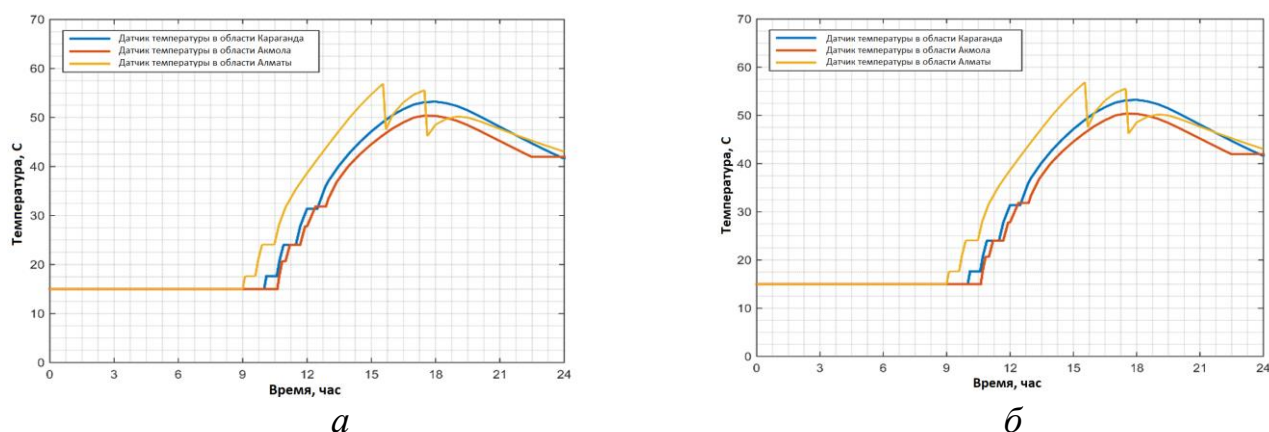 70
60
50
40
30
20
10
0
Температура, С
Датчик температуры в области Караганда
Датчик температуры в области Акмола
Датчик температуры в области Алматы
0 3 6 9 12 15 18 21 24
Время, час
а
70
60
50
40
30
20
10
0
Температура, С
Датчик температуры в области Караганда
Датчик температуры в области Акмола
Датчик температуры в области Алматы
0 3 6 9 12 15 18 21 24
Время, час
б